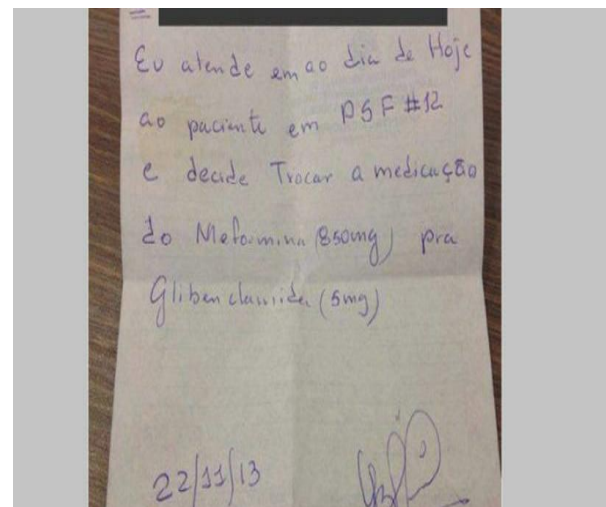 Eu atende em ao dia de Hoje
ao paciente em PSF #12
e decide Trocar a medicação
do Meformina (850mg) pra
Glibenclamida (5mg)
22/11/13